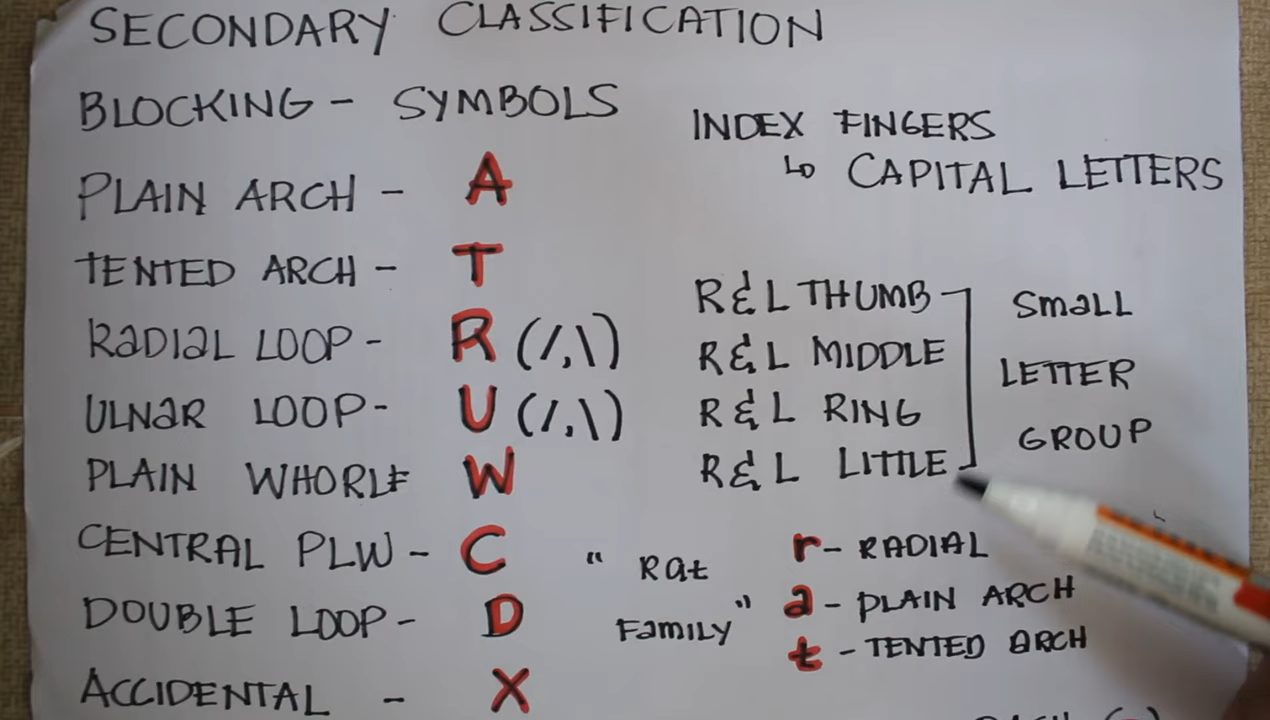 SECONDARY CLASSIFICATION
BLOCKING - SYMBOLS
PLAIN ARCH - A
TENTED ARCH - T
RADIAL LOOP - R (/,\)
ULNAR LOOP - U (/,\)
PLAIN WHORL - W
CENTRAL PLW - C
DOUBLE LOOP - D
ACCIDENTAL - X
INDEX FINGERS
↳ CAPITAL LETTERS
R & L THUMB
R & L MIDDLE
R & L RING
R & L LITTLE
SMALL
LETTER
GROUP
" Rat
Family "
r - RADIAL
a - PLAIN ARCH
t - TENTED ARCH